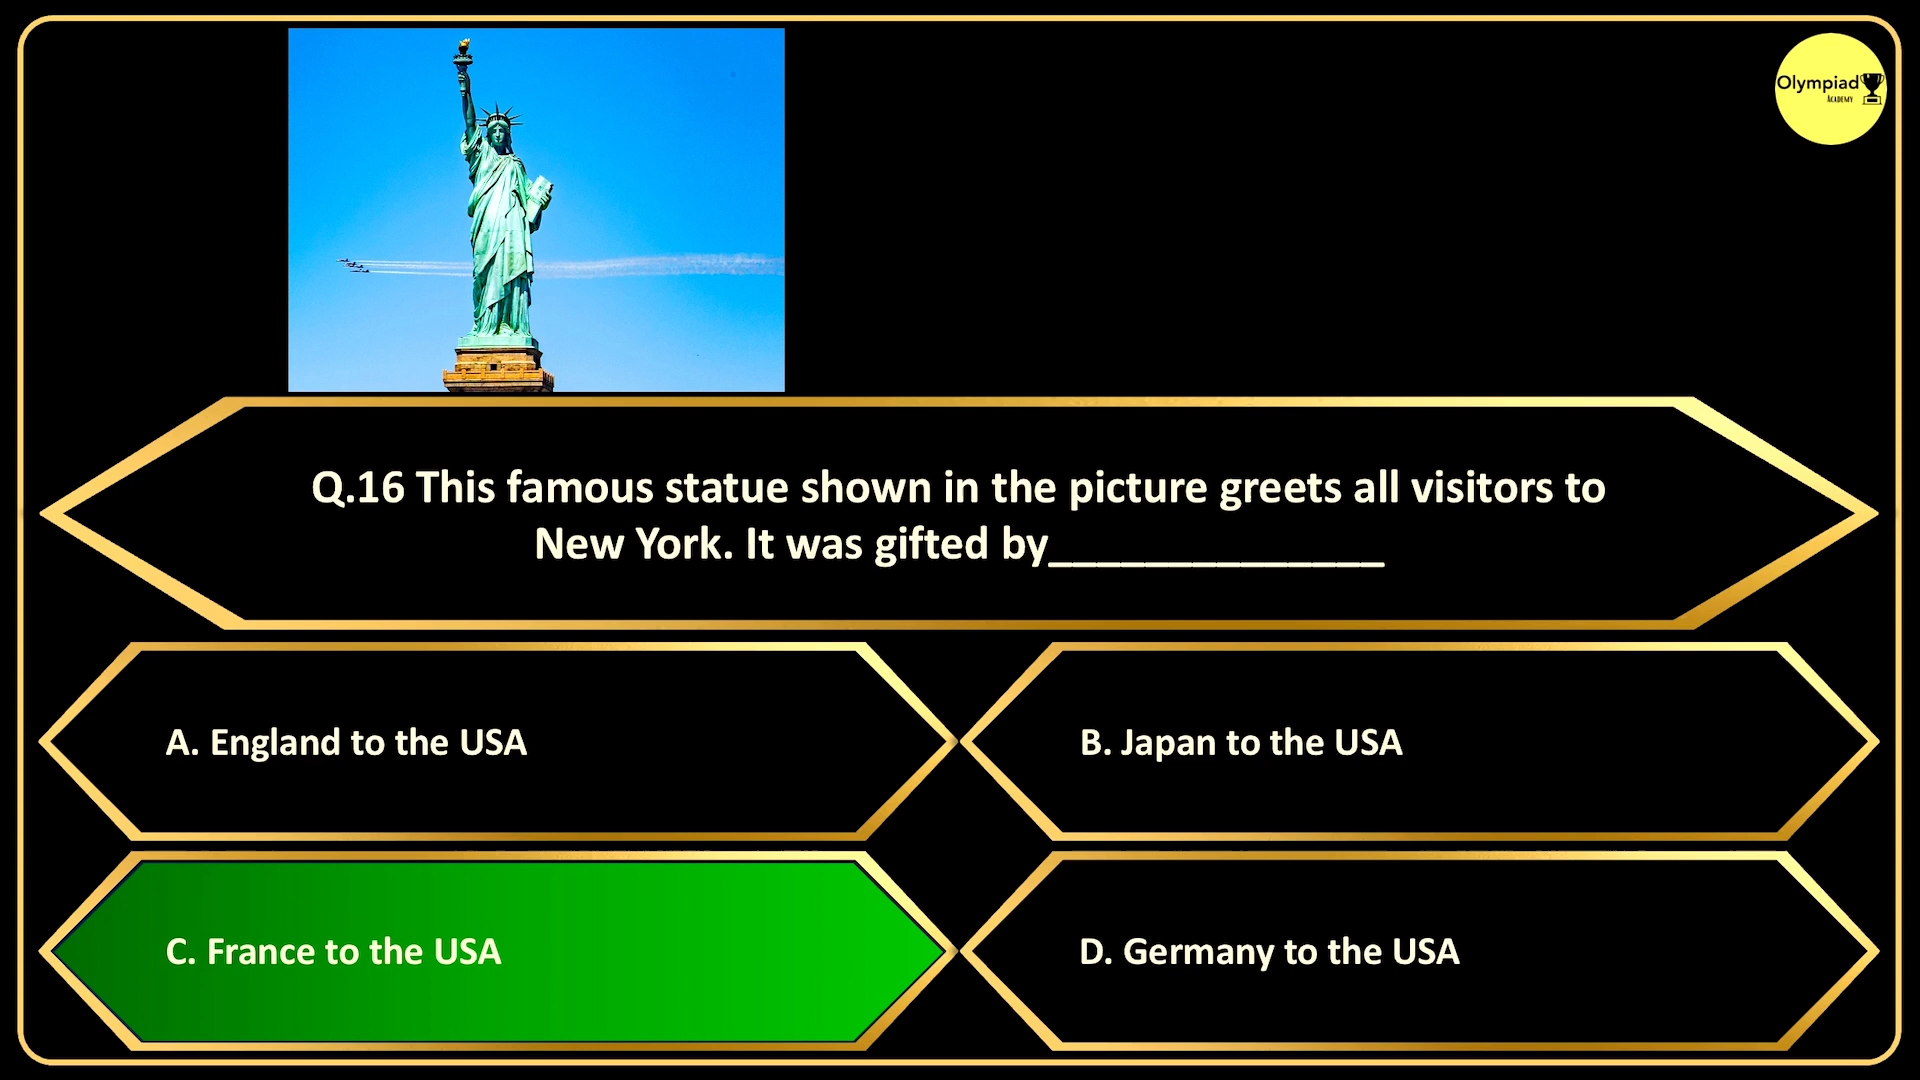 Olympiad
Academy
Q.16 This famous statue shown in the picture greets all visitors to
New York. It was gifted by______________
A. England to the USA
B. Japan to the USA
C. France to the USA
D. Germany to the USA